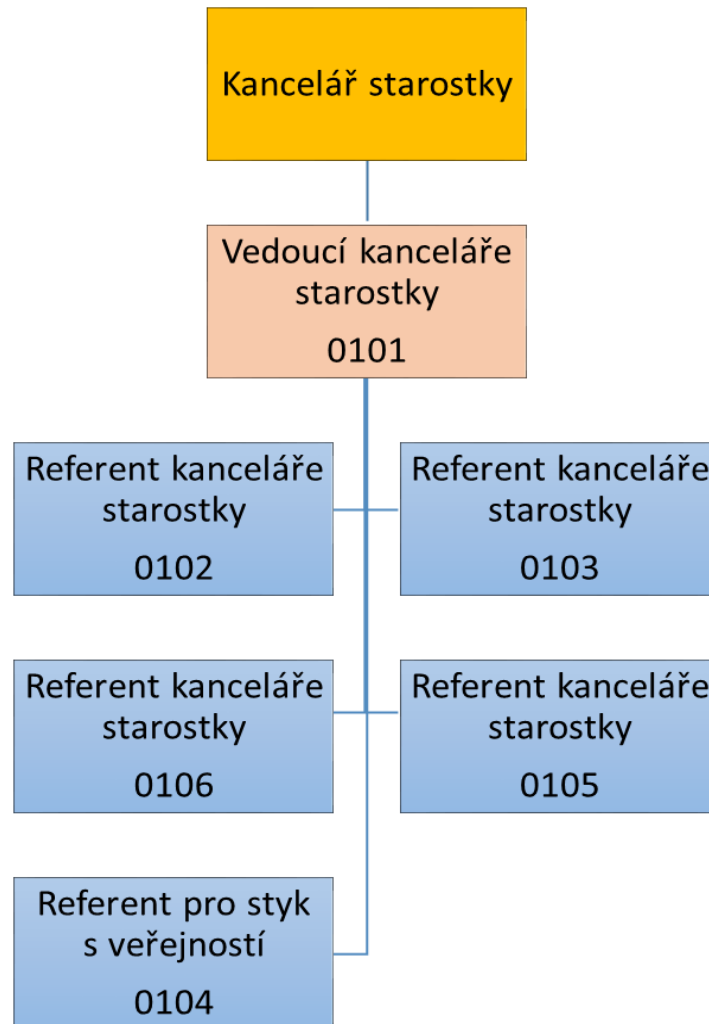 Kancelář starostky
Vedoucí kanceláře
starostky
0101
Referent kanceláře
starostky
0102
Referent kanceláře
starostky
0103
Referent kanceláře
starostky
0106
Referent kanceláře
starostky
0105
Referent pro styk
s veřejností
0104